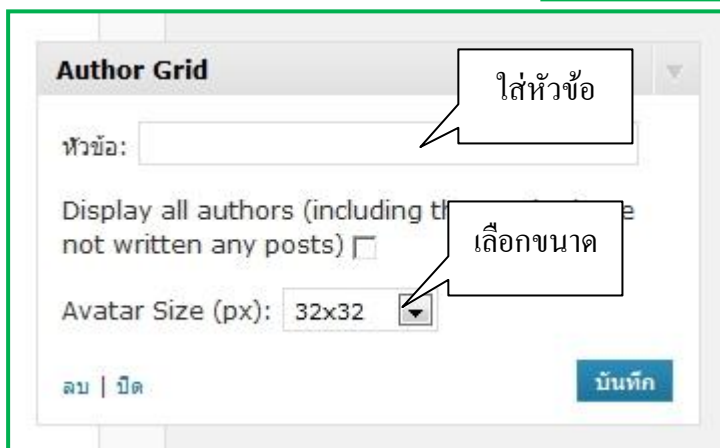 Author Grid
ใส่หัวข้อ
หัวข้อ:
Display all authors (including
not written any posts)
เลือกขนาด
Avatar Size (px): 32x32
ลบ | ปิด
บันทึก